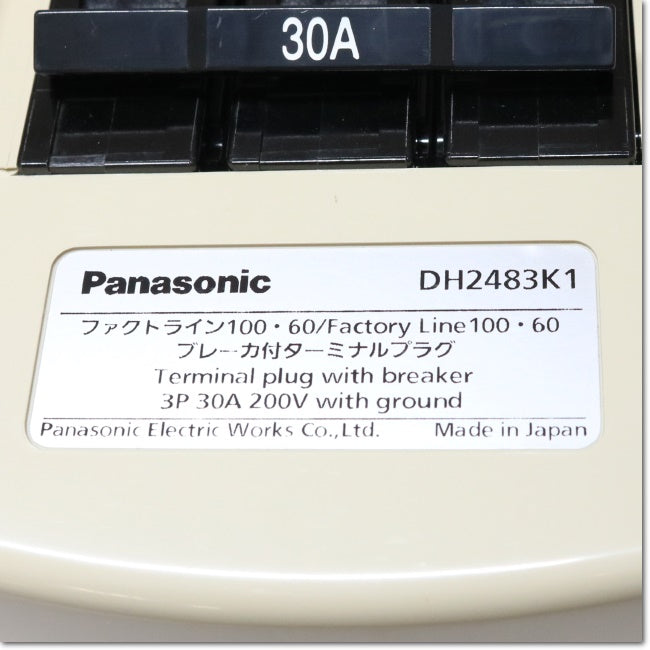 30A
Panasonic DH2483K1
ファクトライン100・60/Factory Line100・60
ブレーカ付ターミナルプラグ
Terminal plug with breaker
3P 30A 200V with ground
Panasonic Electric Works Co.,Ltd. Made in Japan